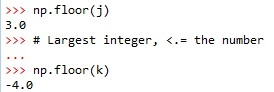 >>> np.floor(j)
3.0
>>> # Largest integer, <.= the number
...
>>> np.floor(k)
-4.0